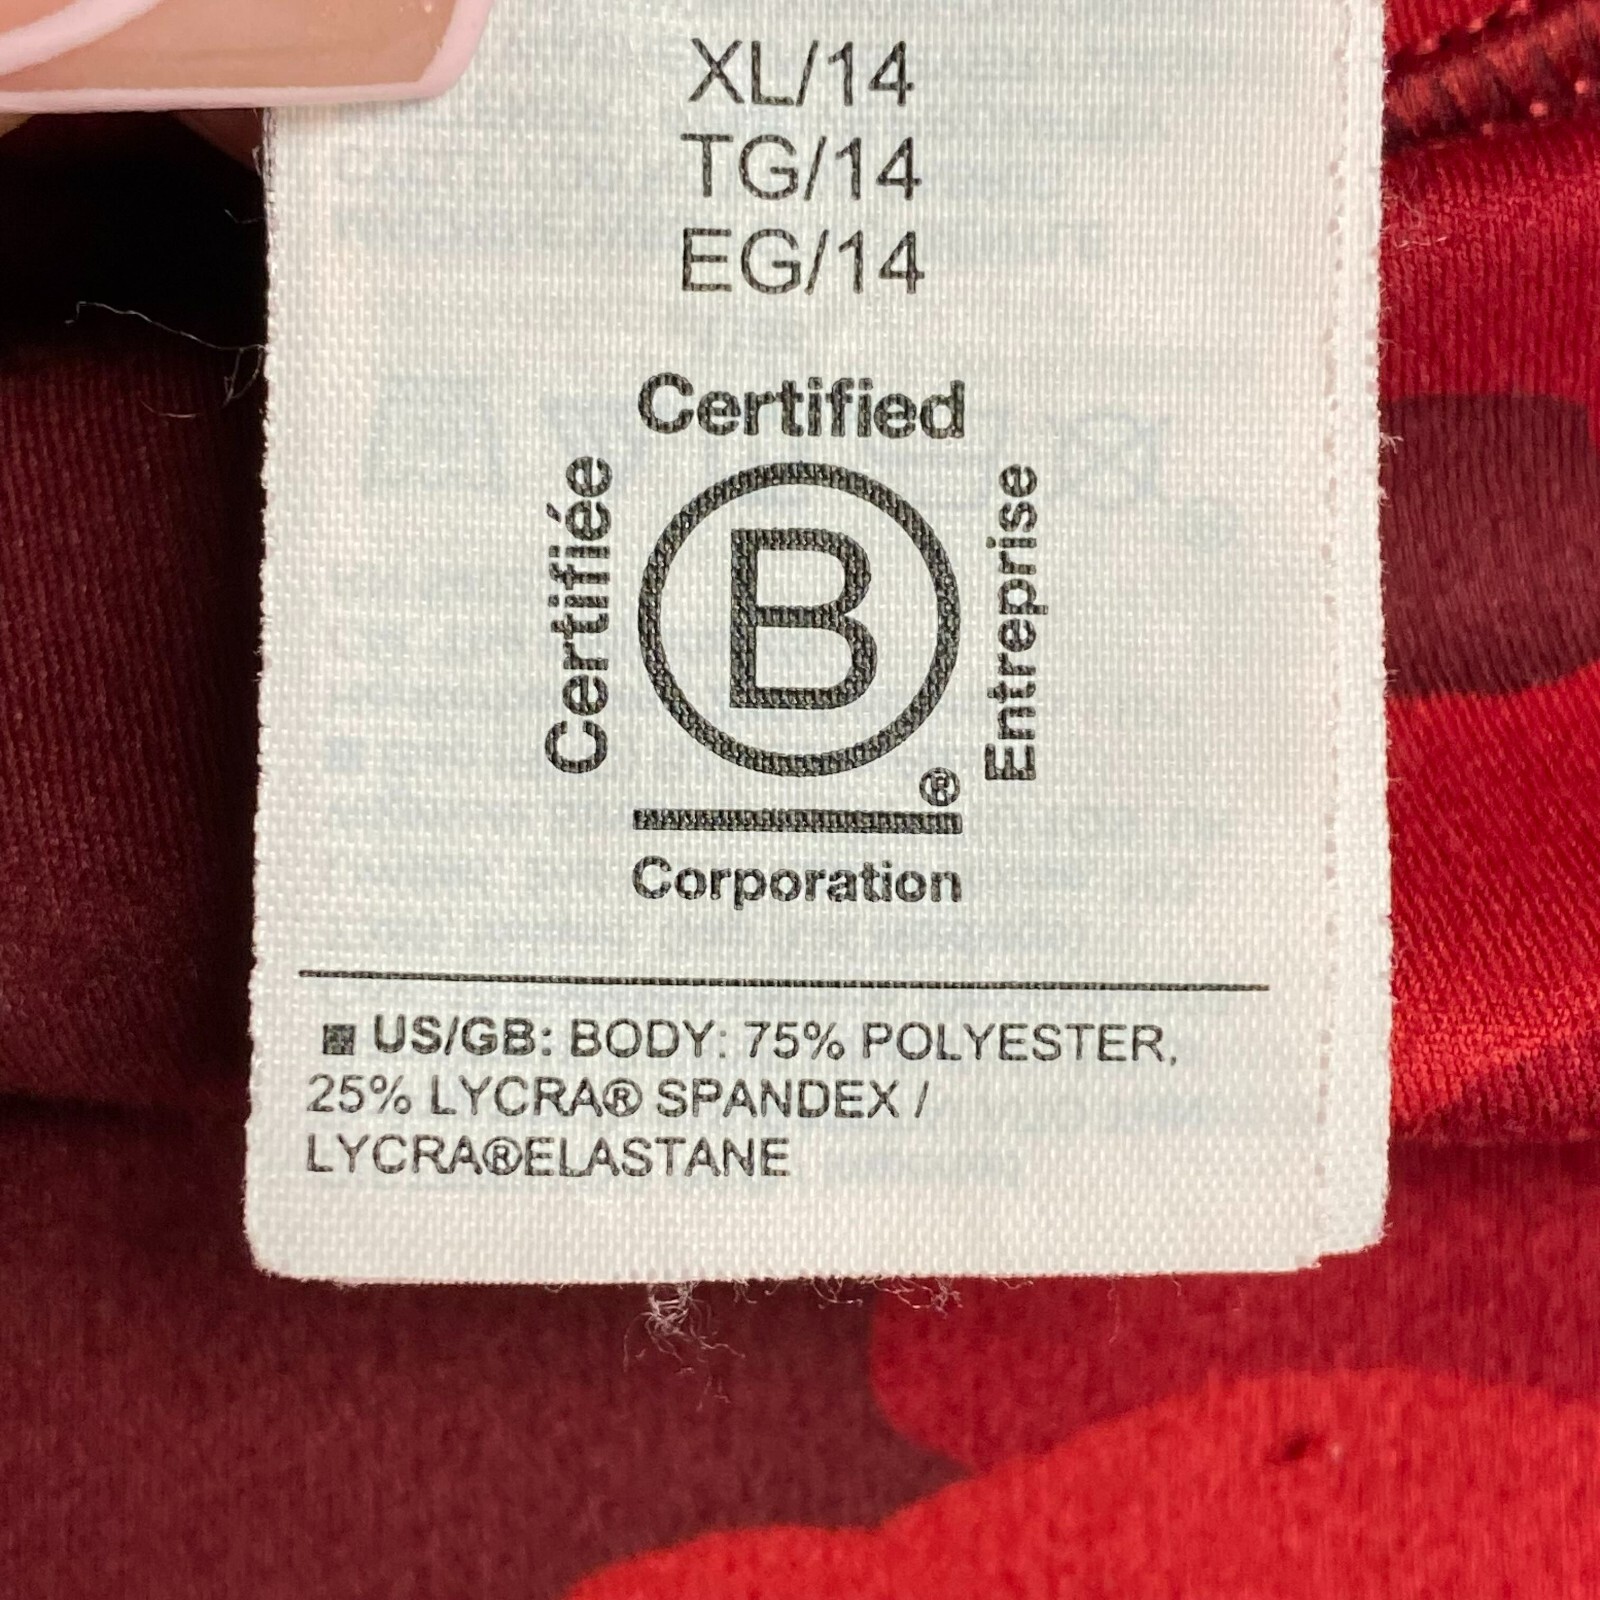 XL/14
TG/14
EG/14
Certified
Certifiée
B
Entreprise
®
Corporation
■ US/GB: BODY: 75% POLYESTER,
25% LYCRA® SPANDEX /
LYCRA®ELASTANE